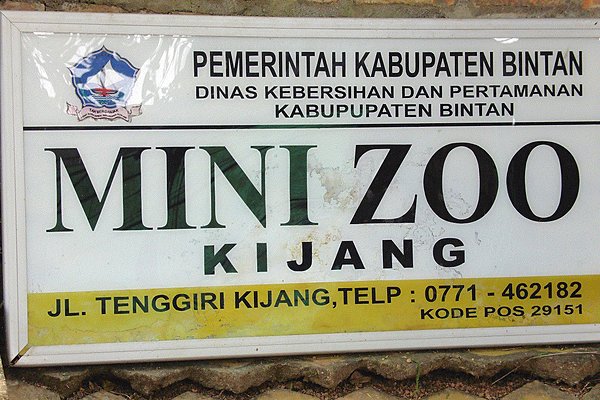 PEMERINTAH KABUPATEN BINTAN
DINAS KEBERSIHAN DAN PERTAMANAN
KABUPUPATEN BINTAN
MINI ZOO
KIJANG
JL. TENGGIRI KIJANG,TELP : 0771 - 462182
KODE POS 29151